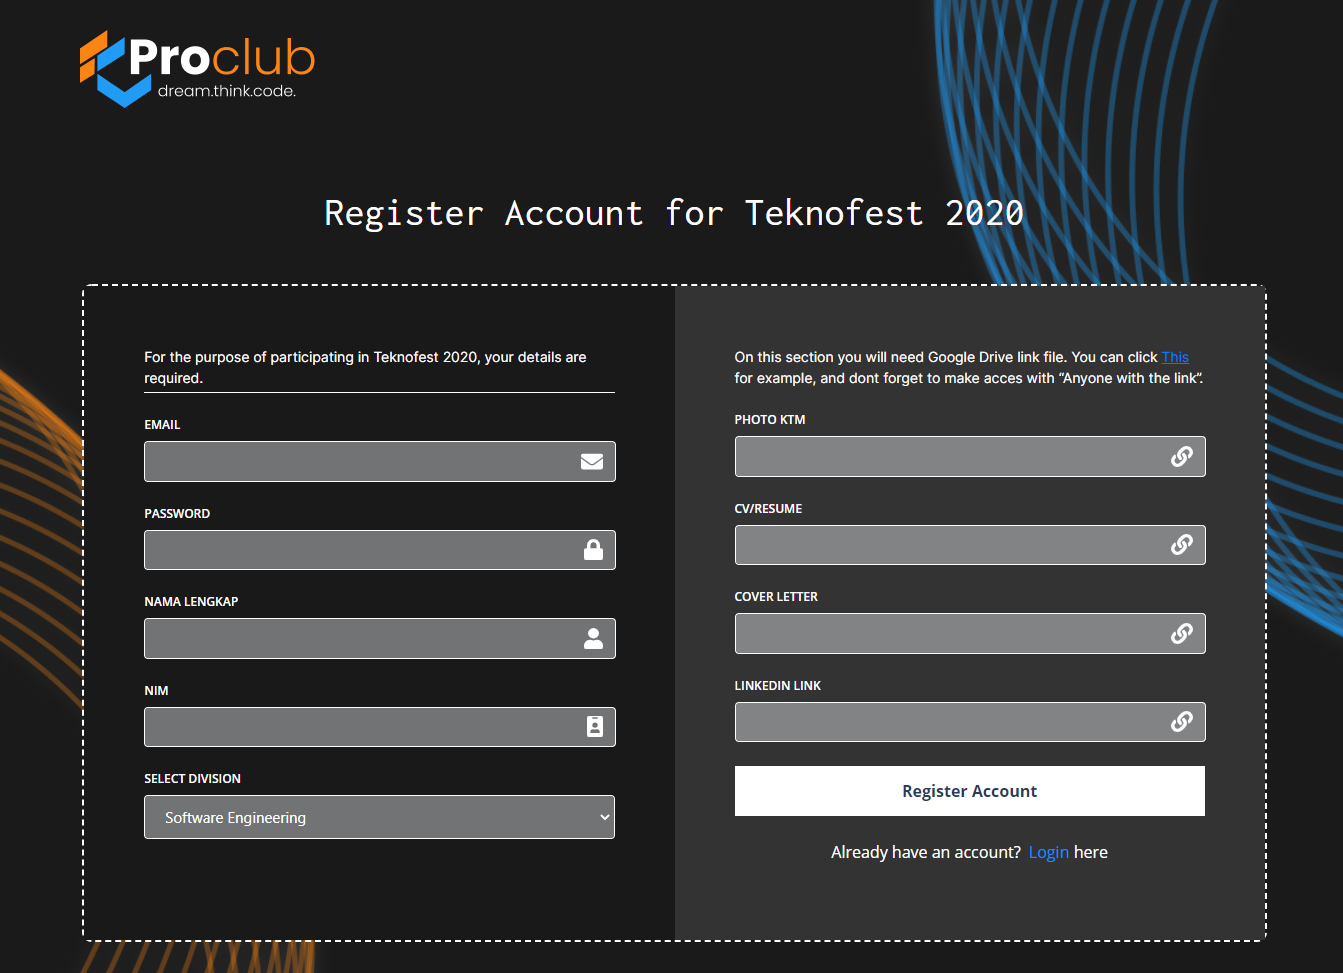 Proclub
dream.think.code.
Register Account for Teknofest 2020
For the purpose of participating in Teknofest 2020, your details are
required.
EMAIL
PASSWORD
NAMA LENGKAP
NIM
SELECT DIVISION
Software Engineering
On this section you will need Google Drive link file. You can click This
for example, and dont forget to make acces with “Anyone with the link”.
PHOTO KTM
CV/RESUME
COVER LETTER
LINKEDIN LINK
Register Account
Already have an account? Login here